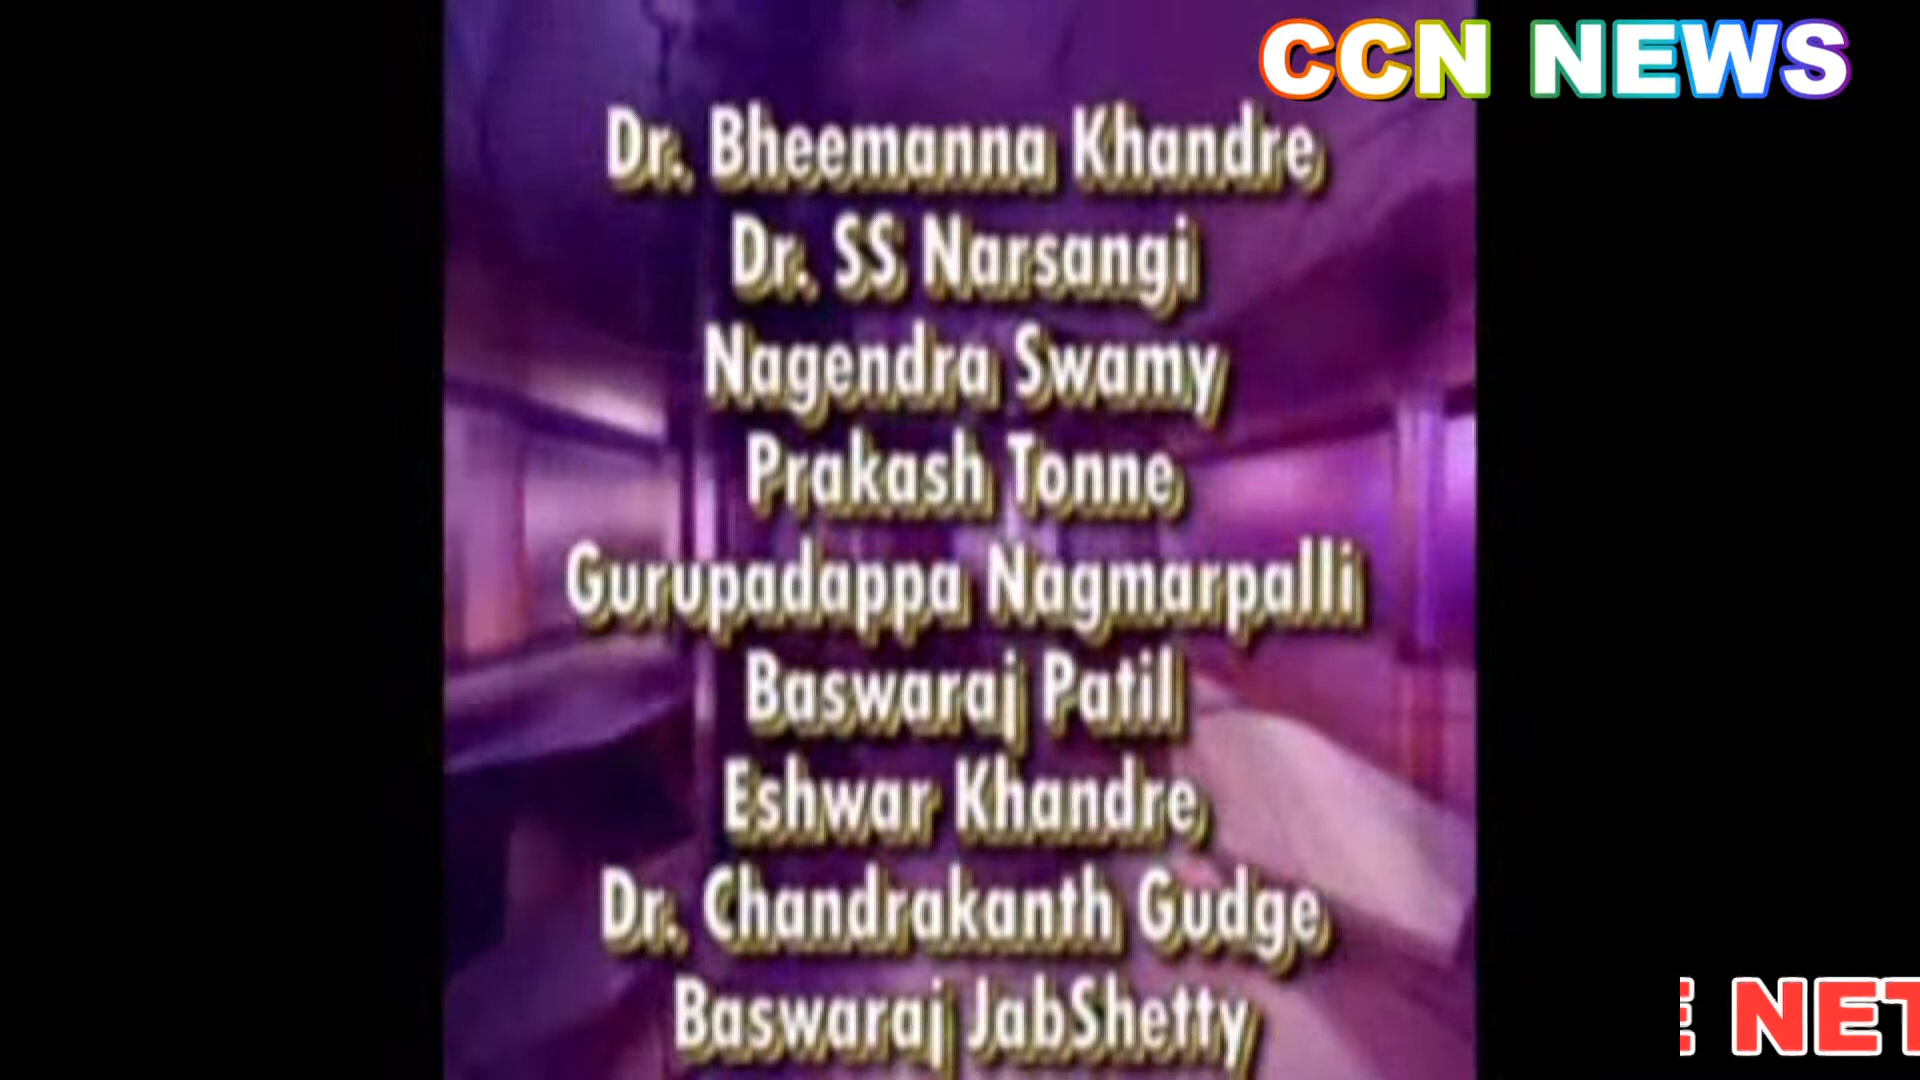 CCN NEWS
Dr. Bheemanna Khandre
Dr. SS Narsangi
Nagendra Swamy
Prakash Tonne
Gurupadappa Nagmarpalli
Baswaraj Patil
Eshwar Khandre
Dr. Chandrakanth Gudge
Baswaraj JabShetty